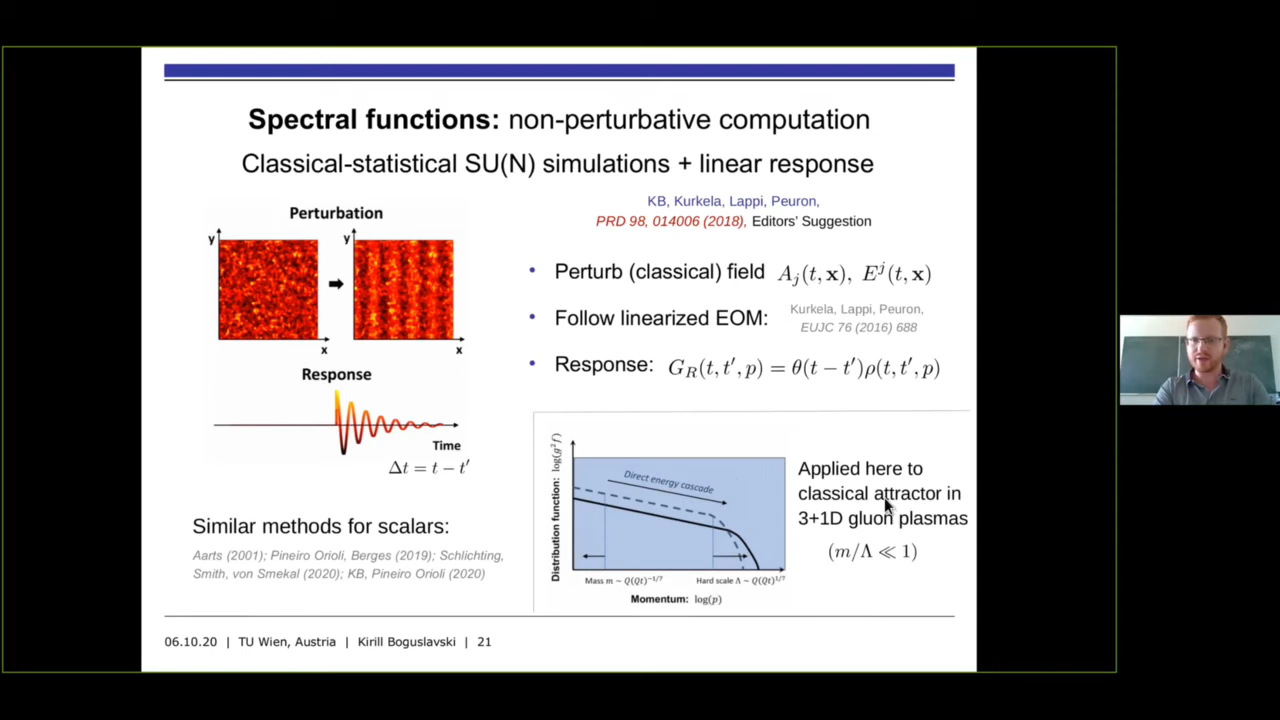 Spectral functions: non-perturbative computation
Classical-statistical SU(N) simulations + linear response
Perturbation
y
y
x
x
Response
Time
Δt = t − t′
Similar methods for scalars:
Aarts (2001); Pineiro Orioli, Berges (2019); Schlichting,
Smith, von Smekal (2020); KB, Pineiro Orioli (2020)
KB, Kurkela, Lappi, Peuron,
PRD 98, 014006 (2018), Editors' Suggestion
• Perturb (classical) field A_j(t, x), E^j(t, x)
• Follow linearized EOM:
Kurkela, Lappi, Peuron,
EUJC 76 (2016) 688
• Response: G_R(t, t′, p) = θ(t − t′)ρ(t, t′, p)
Distribution function: log(g²f)
Direct energy cascade
Mass m ~ Q(Qt)^−1/7
Hard scale Λ ~ Q(Qt)^1/7
Momentum: log(p)
Applied here to
classical attractor in
3+1D gluon plasmas
(m/Λ ≪ 1)
06.10.20 | TU Wien, Austria | Kirill Boguslavski | 21